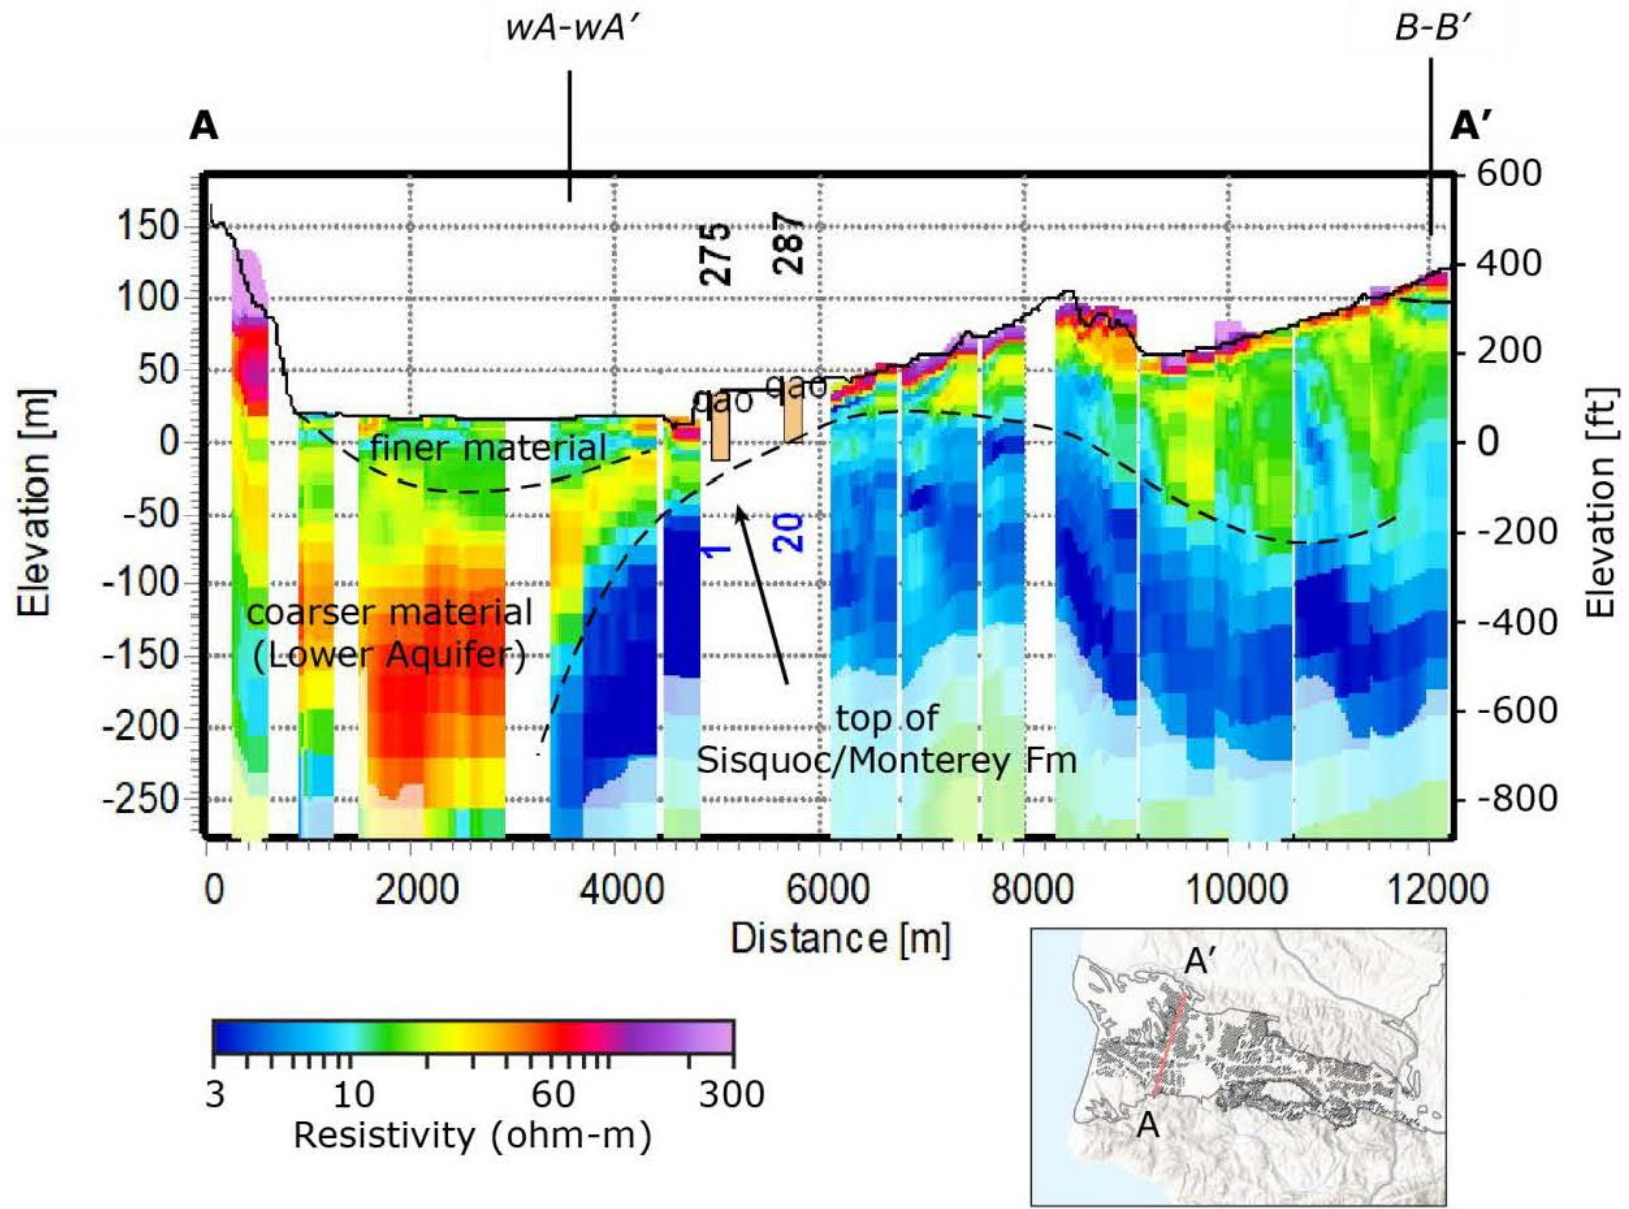 wA-wA′
B-B′
A
A′
600
150
275
287
400
100
200
50
qao
qao
0
finer material
0
-50
-200
1
20
-100
coarser material
(Lower Aquifer)
-400
-150
-200
top of
Sisquoc/Monterey Fm
-600
-250
-800
Elevation [m]
Elevation [ft]
0
2000
4000
6000
8000
10000
12000
Distance [m]
3
10
60
300
Resistivity (ohm-m)
A′
A